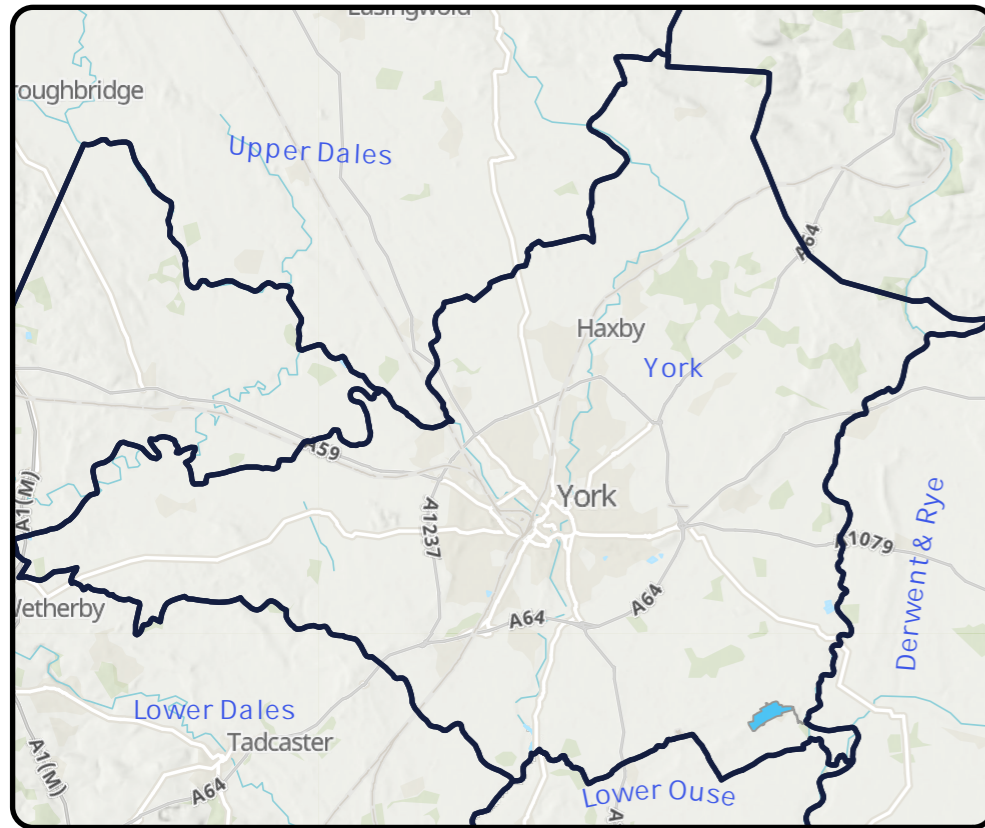 Easingwold
roughbridge
Upper Dales
A64
Haxby
York
A59
A1(M)
York
A1237
A1079
Derwent & Rye
Wetherby
A64
A64
Lower Dales
Tadcaster
A1(M)
A64
Lower Ouse
A